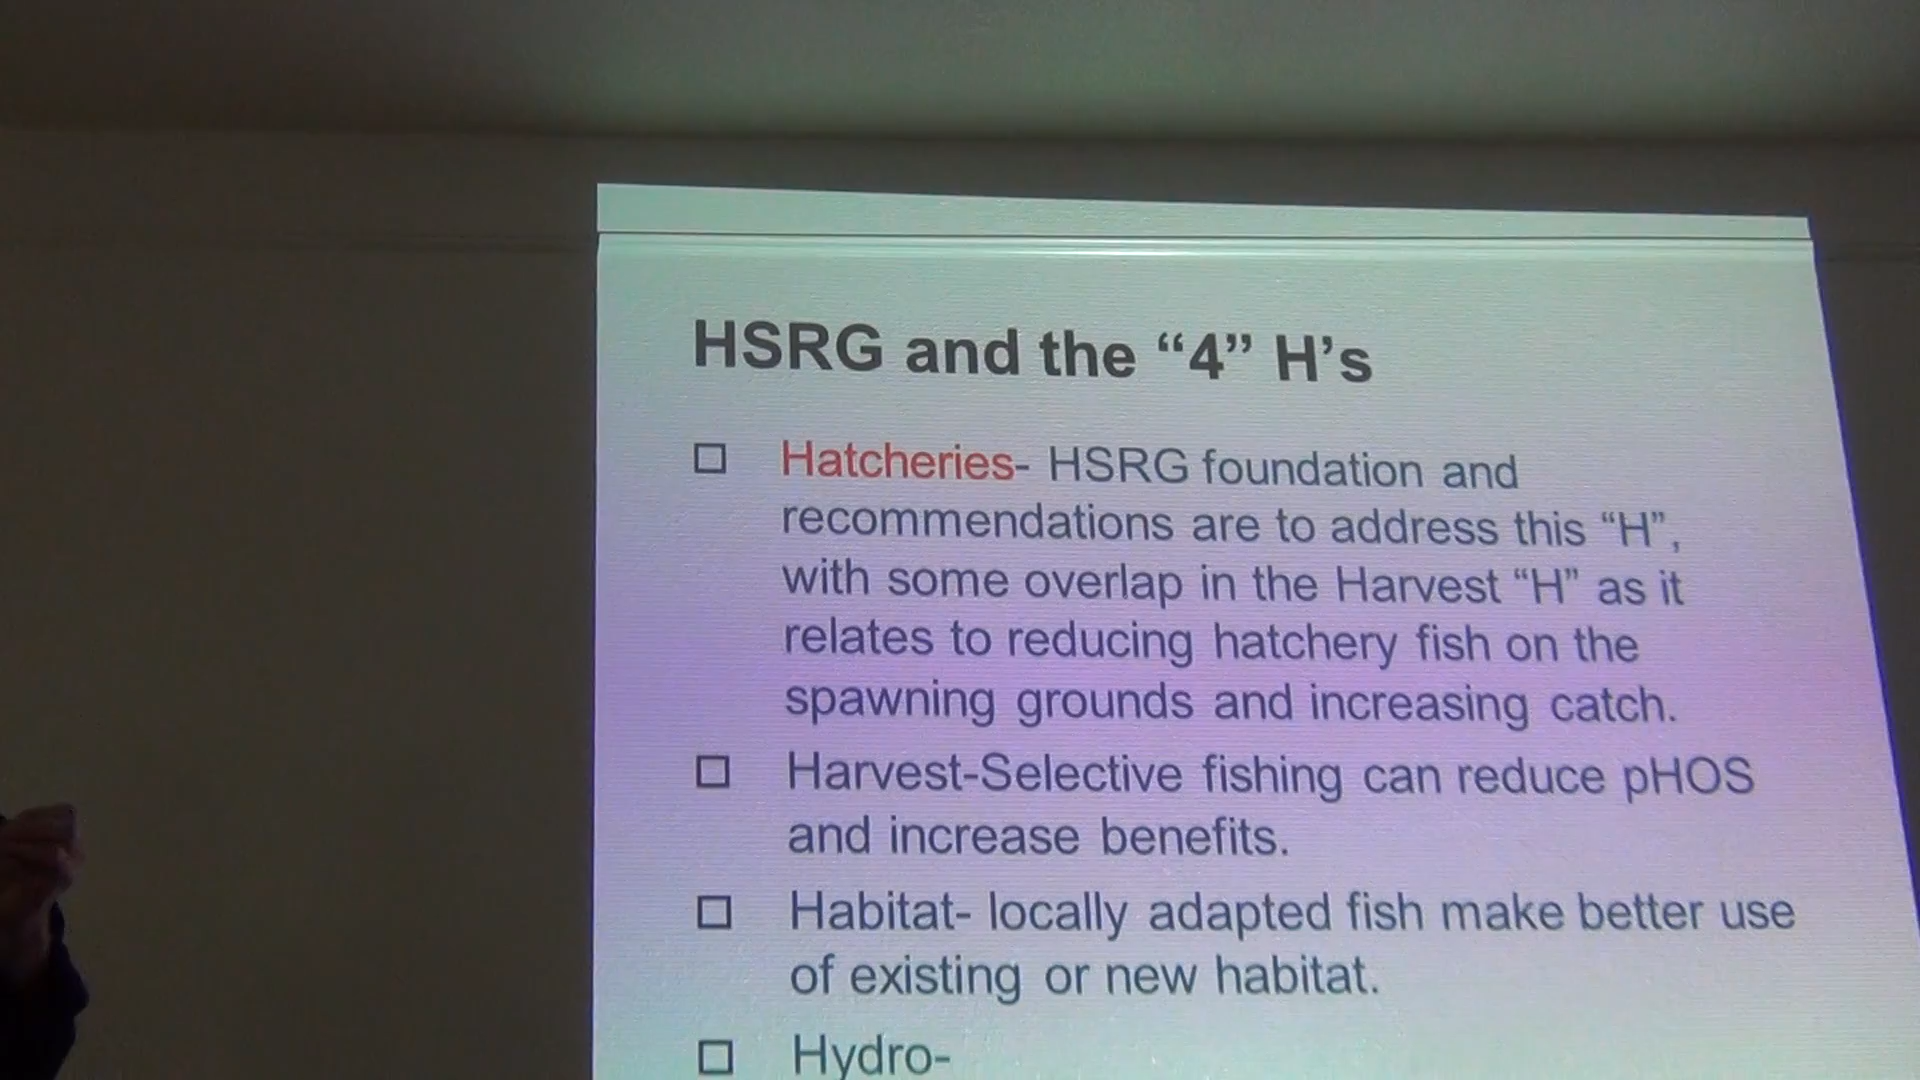 HSRG and the “4” H’s
Hatcheries- HSRG foundation and
recommendations are to address this “H”,
with some overlap in the Harvest “H” as it
relates to reducing hatchery fish on the
spawning grounds and increasing catch.
Harvest-Selective fishing can reduce pHOS
and increase benefits.
Habitat- locally adapted fish make better use
of existing or new habitat.
Hydro-